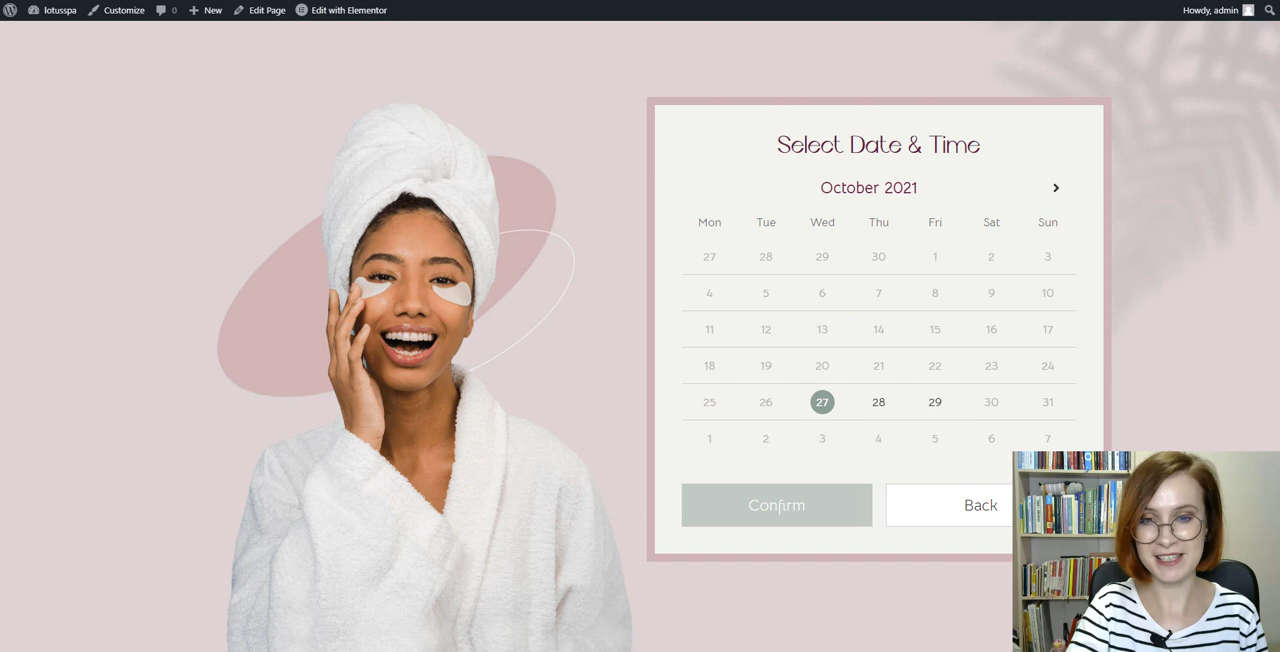 lotusspa Customize 0 New Edit Page Edit with Elementor Howdy, admin
Select Date & Time
October 2021
Mon Tue Wed Thu Fri Sat Sun
27 28 29 30 1 2 3
4 5 6 7 8 9 10
11 12 13 14 15 16 17
18 19 20 21 22 23 24
25 26 27 28 29 30 31
1 2 3 4 5 6 7
Confirm Back